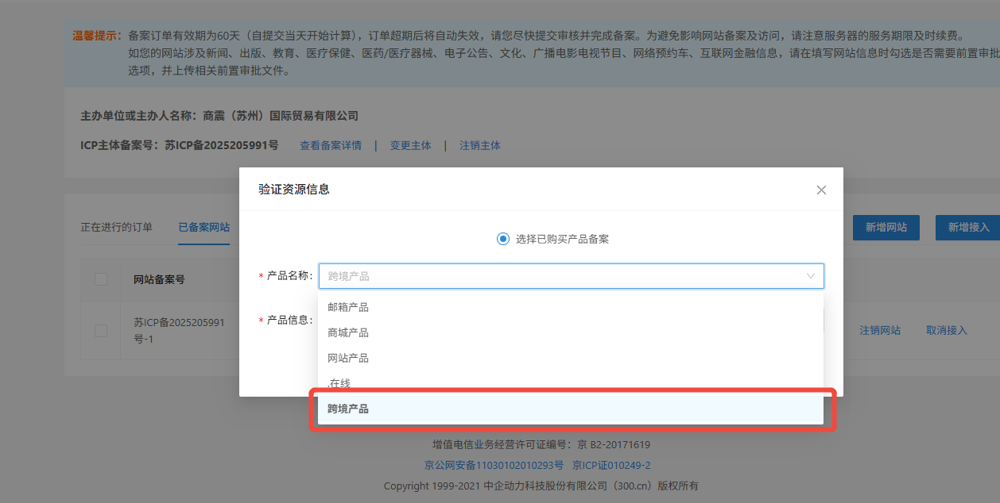 温馨提示：备案订单有效期为60天（自提交当天开始计算），订单超期后将自动失效，请您尽快提交审核并完成备案。为避免影响网站备案及访问，请注意服务器的服务期限及时续费。
如您的网站涉及新闻、出版、教育、医疗保健、医药/医疗器械、电子公告、文化、广播电影电视节目、网络预约车、互联网金融信息，请在填写网站信息时勾选是否需要前置审批
选项，并上传相关前置审批文件。
主办单位或主办人名称：商震（苏州）国际贸易有限公司
ICP主体备案号：苏ICP备2025205991号 查看备案详情 | 变更主体 | 注销主体
验证资源信息
正在进行的订单 已备案网站 新增网站 新增接入
选择已购买产品备案
* 产品名称： 跨境产品
网站备案号
邮箱产品
* 产品信息：
商城产品
苏ICP备2025205991
号-1
注销网站 取消接入
网站产品
.在线
跨境产品
增值电信业务经营许可证编号：京 B2-20171619
京公网安备11030102010293号 京ICP证010249-2
Copyright 1999-2021 中企动力科技股份有限公司（300.cn）版权所有